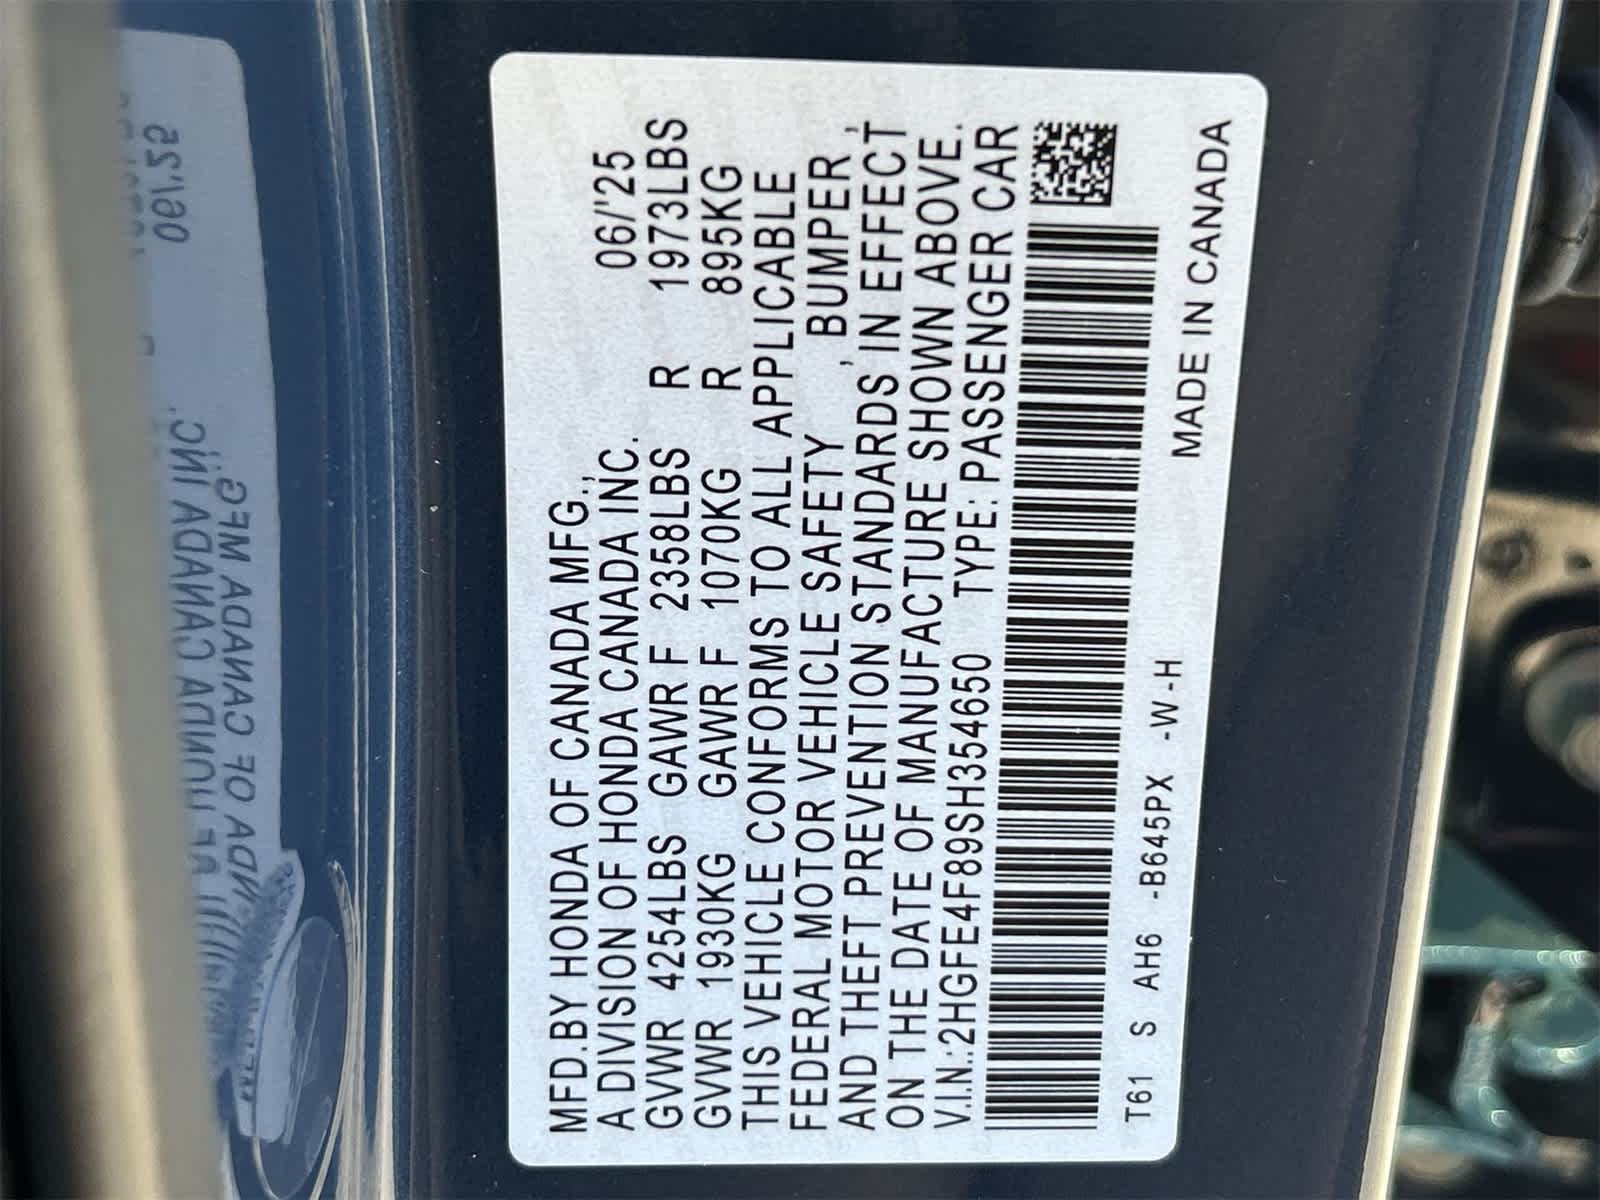 MFD.BY HONDA OF CANADA MFG.,
A DIVISION OF HONDA CANADA INC. 06/'25
GVWR 4254LBS GAWR F 2358LBS R 1973LBS
GVWR 1930KG GAWR F 1070KG R 895KG
THIS VEHICLE CONFORMS TO ALL APPLICABLE
FEDERAL MOTOR VEHICLE SAFETY , BUMPER ,
AND THEFT PREVENTION STANDARDS IN EFFECT
ON THE DATE OF MANUFACTURE SHOWN ABOVE.
V.I.N.:2HGFE4F89SH354650 TYPE: PASSENGER CAR
T61 S AH6 -B645PX -W-H MADE IN CANADA